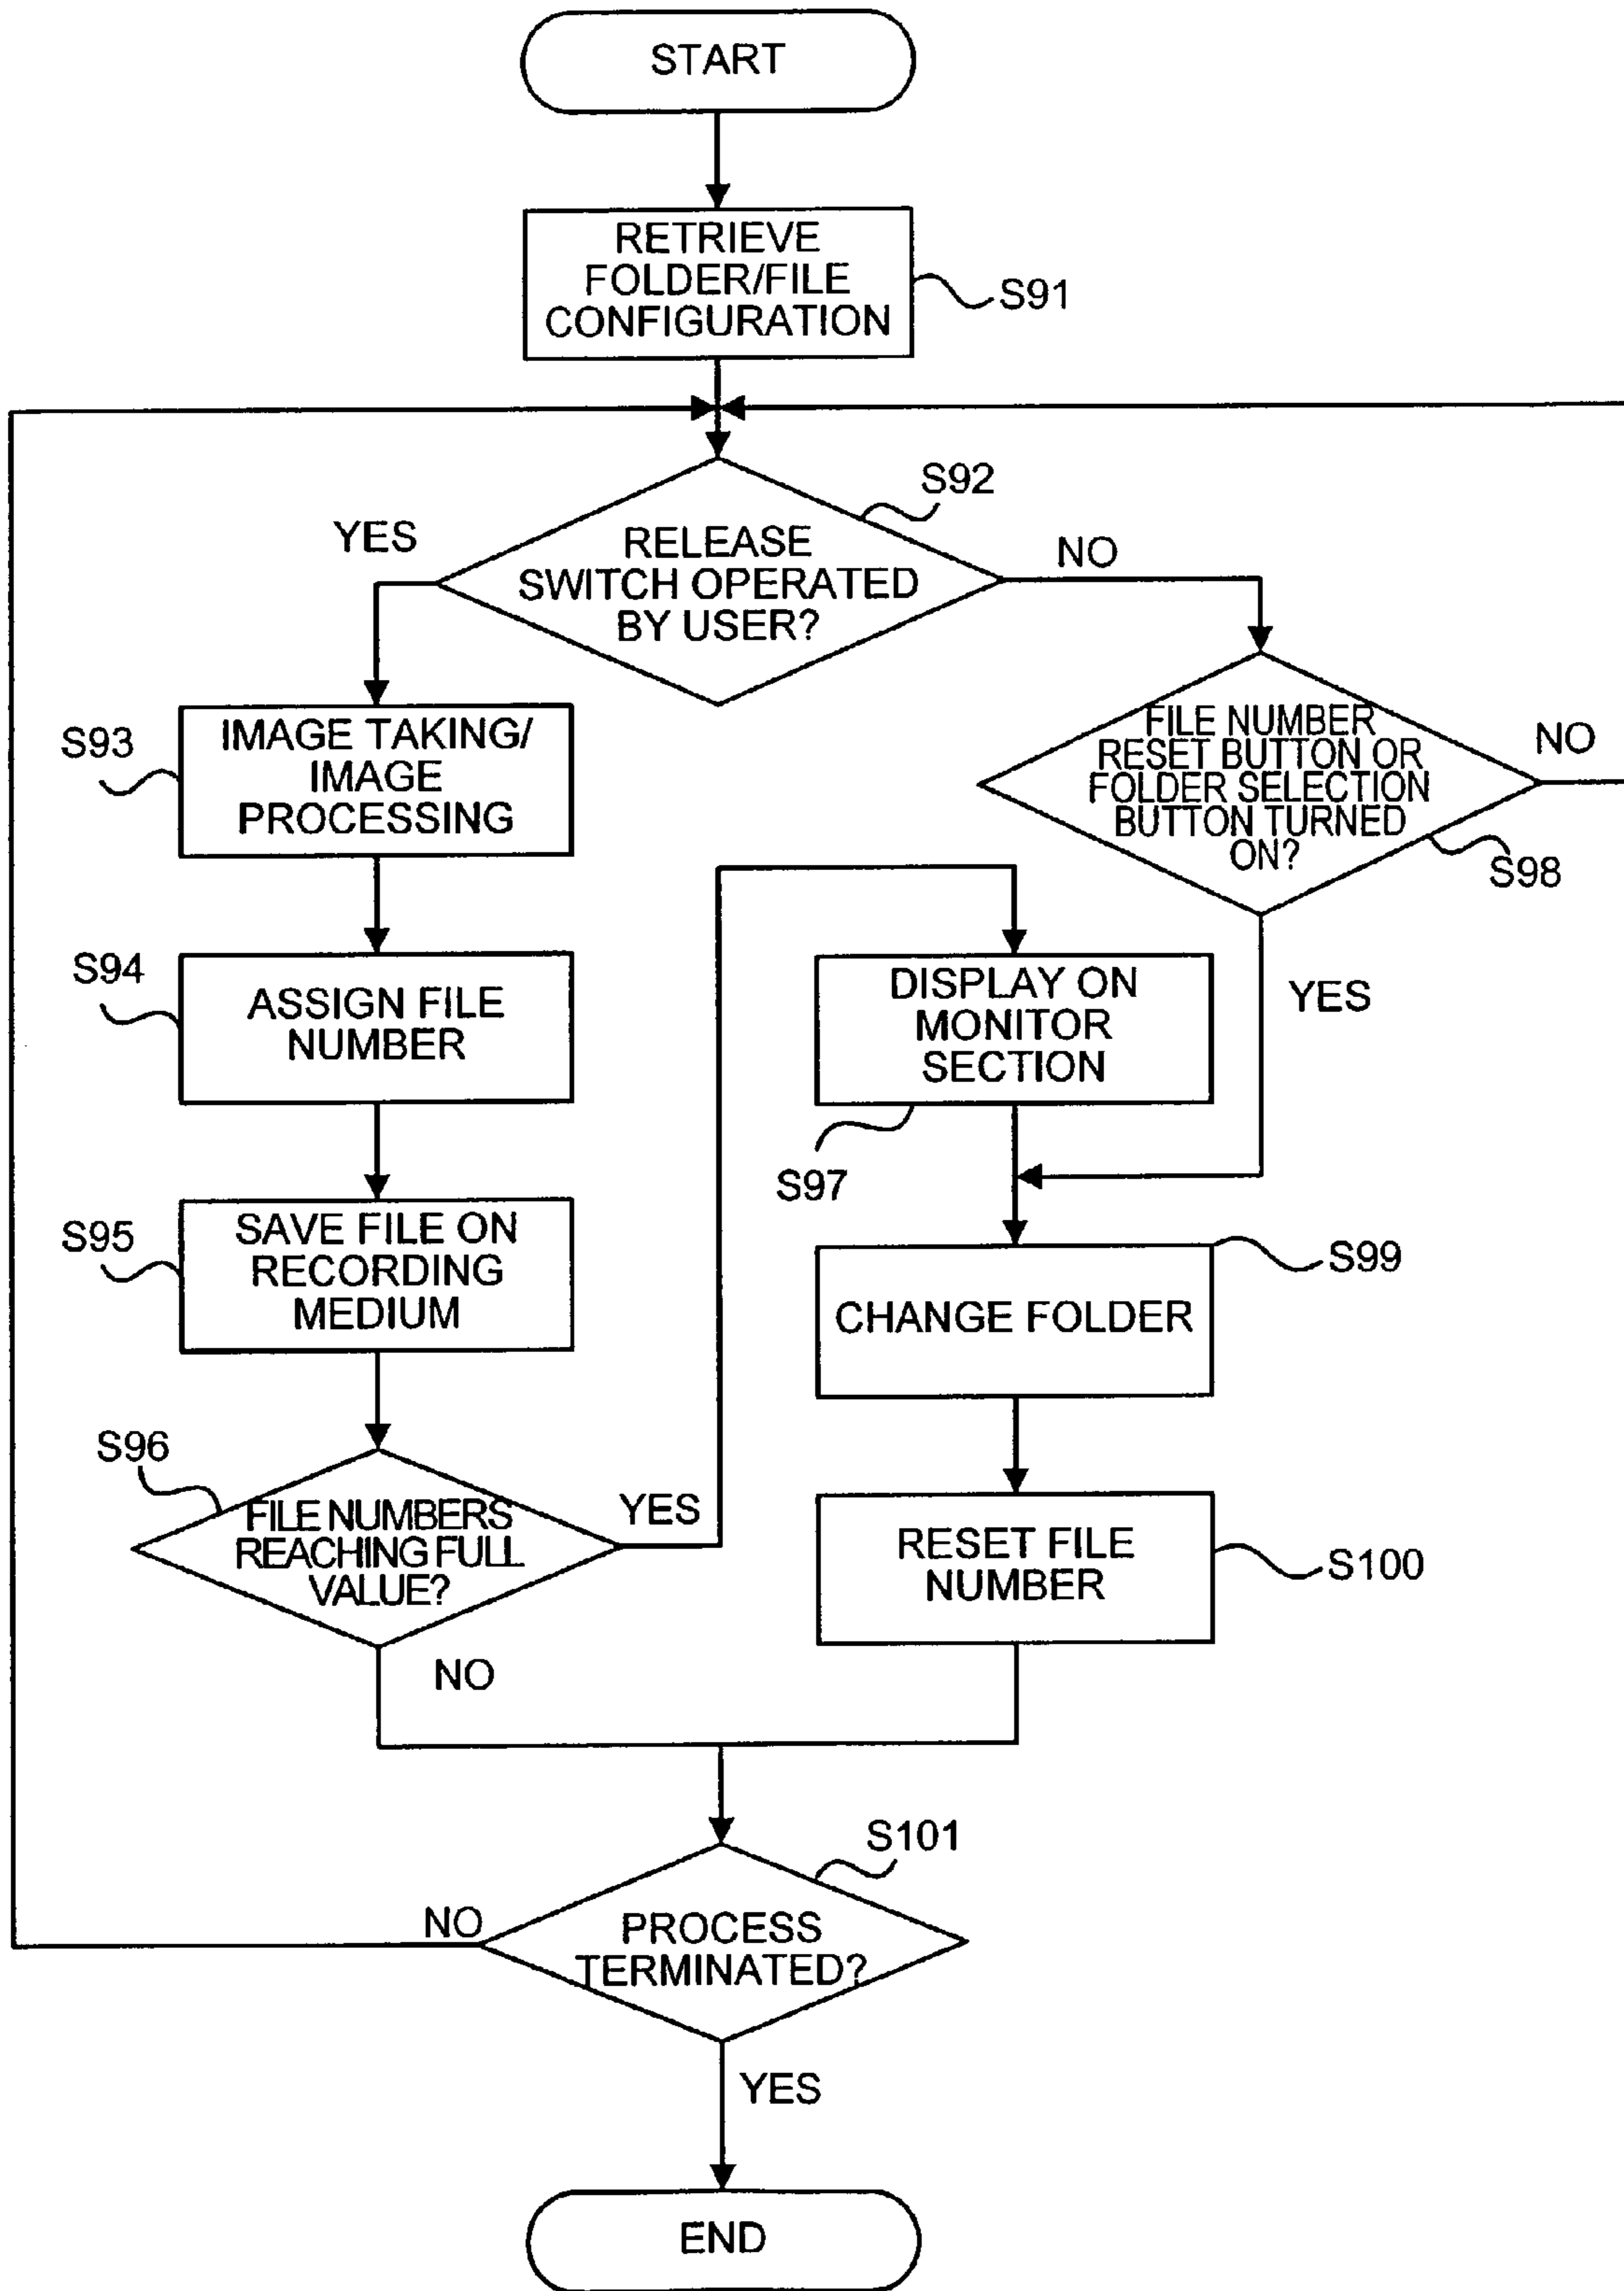 START
RETRIEVE
FOLDER/FILE
CONFIGURATION
S91
S92
YES
RELEASE
SWITCH OPERATED
BY USER?
NO
S93
IMAGE TAKING/
IMAGE
PROCESSING
FILE NUMBER
RESET BUTTON OR
FOLDER SELECTION
BUTTON TURNED
ON?
NO
S98
S94
ASSIGN FILE
NUMBER
DISPLAY ON
MONITOR
SECTION
YES
S97
S95
SAVE FILE ON
RECORDING
MEDIUM
S99
CHANGE FOLDER
S96
FILE NUMBERS
REACHING FULL
VALUE?
YES
RESET FILE
NUMBER
S100
NO
S101
NO
PROCESS
TERMINATED?
YES
END